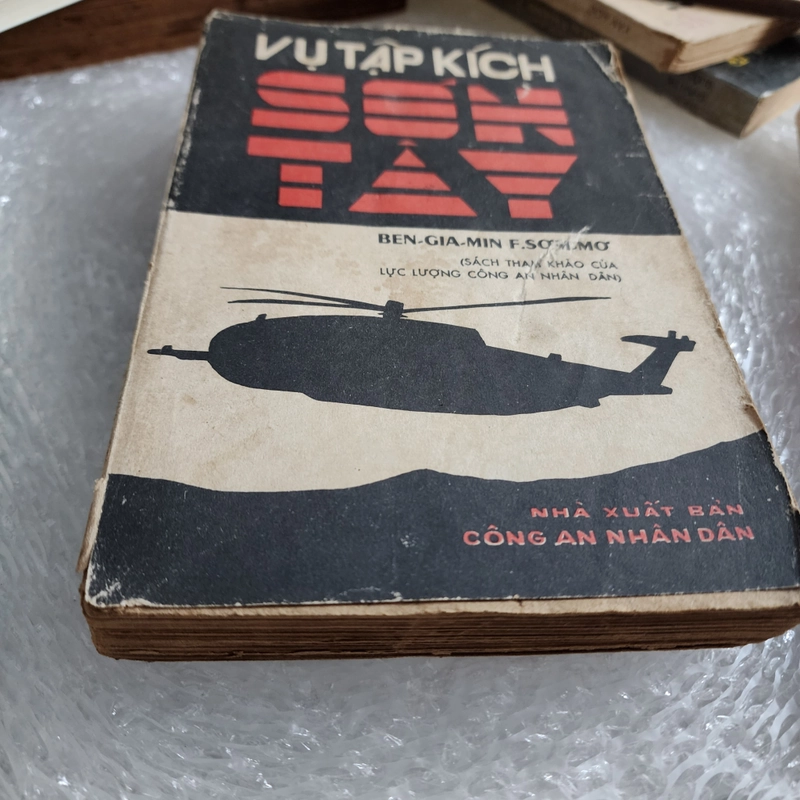 VỤ TẬP KÍCH
SƠN
TÂY
BEN-GIA-MIN F.SƠM-MƠ
(SÁCH THAM KHẢO CỦA
LỰC LƯỢNG CÔNG AN NHÂN DÂN)
NHÀ XUẤT BẢN
CÔNG AN NHÂN DÂN